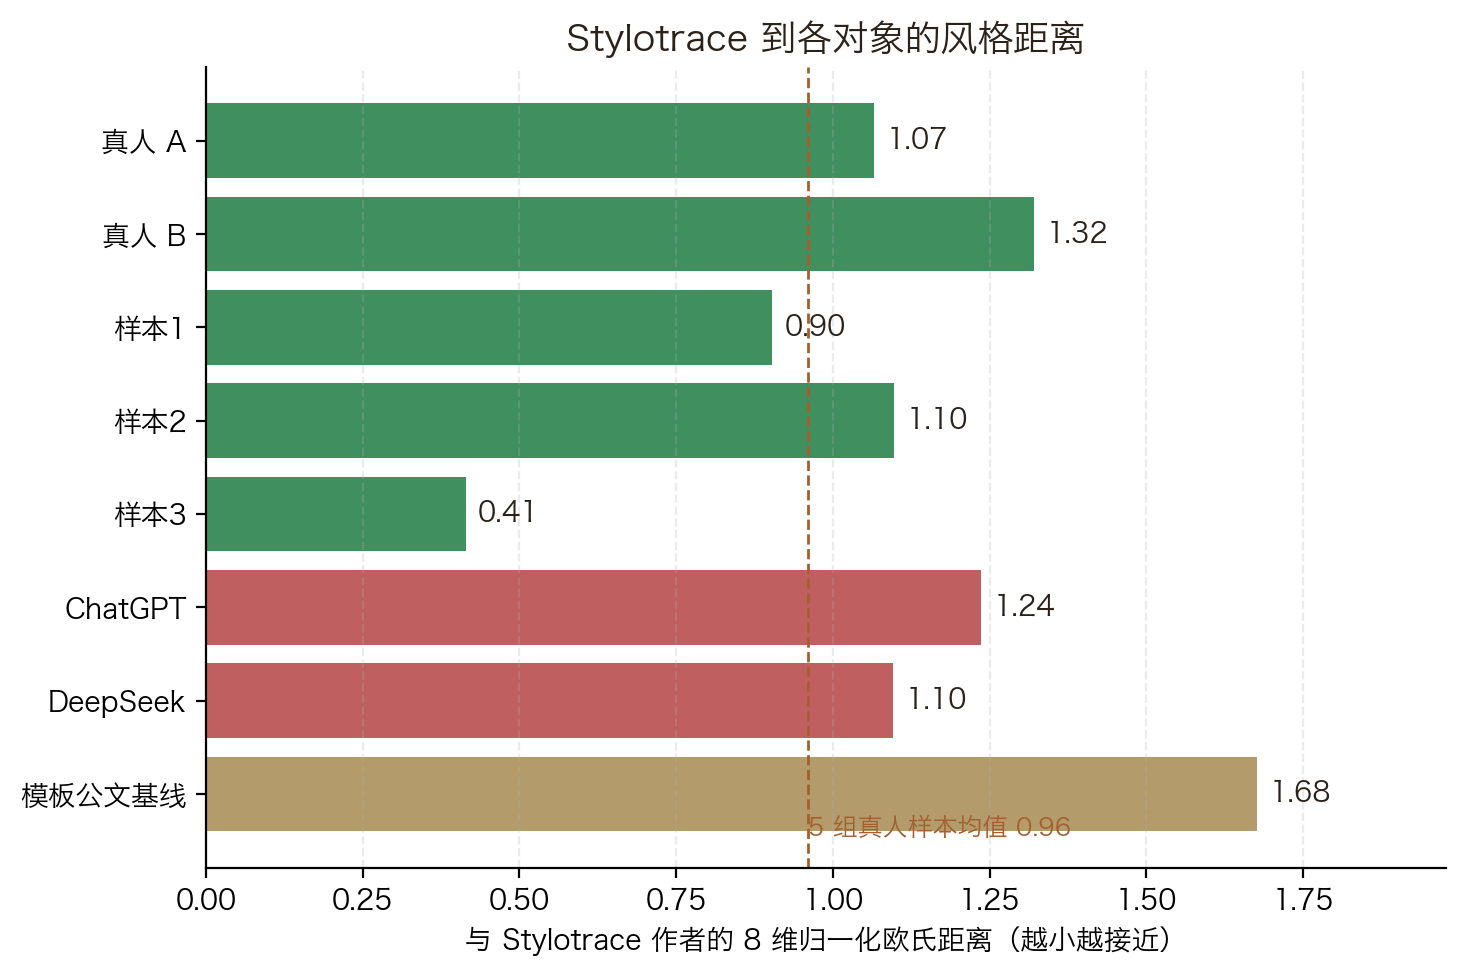 Stylotrace 到各对象的风格距离
真人 A
1.07
真人 B
1.32
样本1
0.90
样本2
1.10
样本3
0.41
ChatGPT
1.24
DeepSeek
1.10
模板公文基线
1.68
5 组真人样本均值 0.96
0.00 0.25 0.50 0.75 1.00 1.25 1.50 1.75
与 Stylotrace 作者的 8 维归一化欧氏距离（越小越接近）